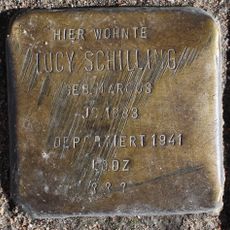 HIER WOHNTE
LUCY SCHILLING
GEB. MARCUS
JG. 1883
DEPORTIERT 1941
LODZ
???